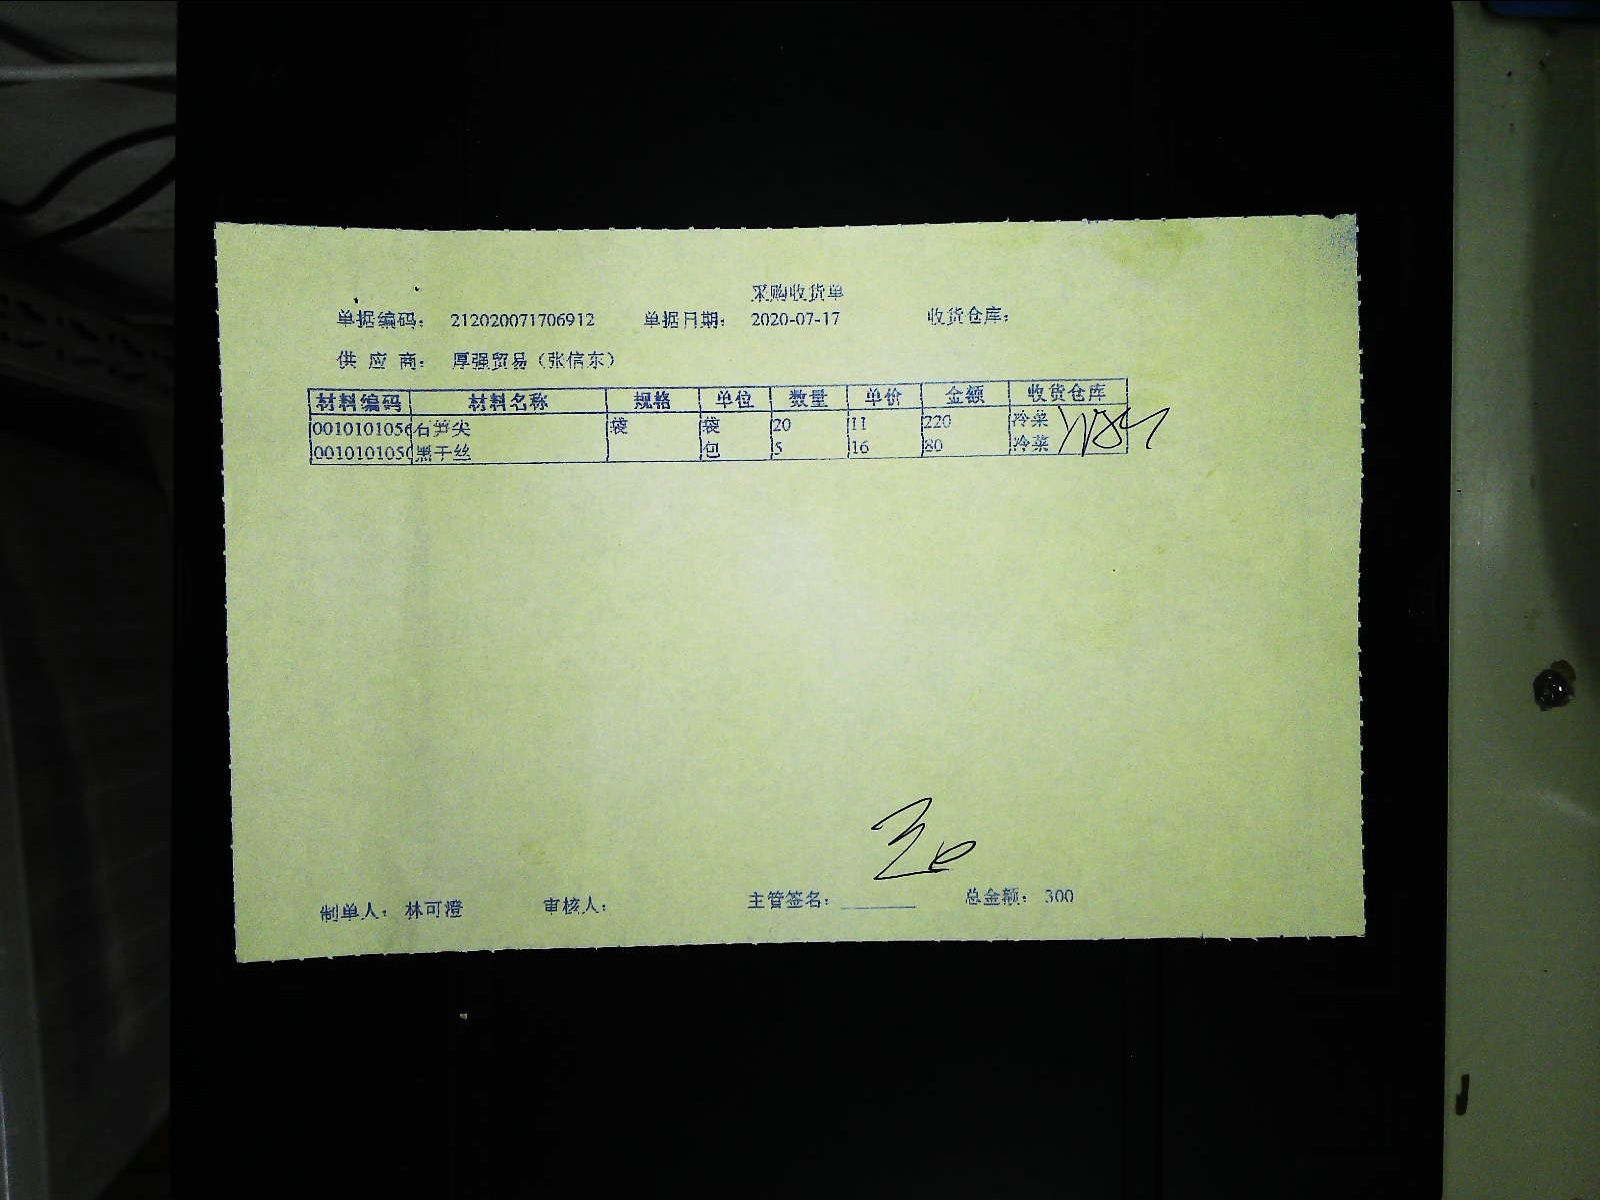 采购收货单
单据编码： 212020071706912 单据日期： 2020-07-17 收货仓库：
供 应 商： 厚强贸易（张信东）
材料编码 材料名称 规格 单位 数量 单价 金额 收货仓库
0010101056 石笋尖 袋 袋 20 11 220 冷菜
0010101050 黑干丝 包 5 16 80 冷菜
制单人： 林可澄 审核人： 主管签名： 总金额： 300